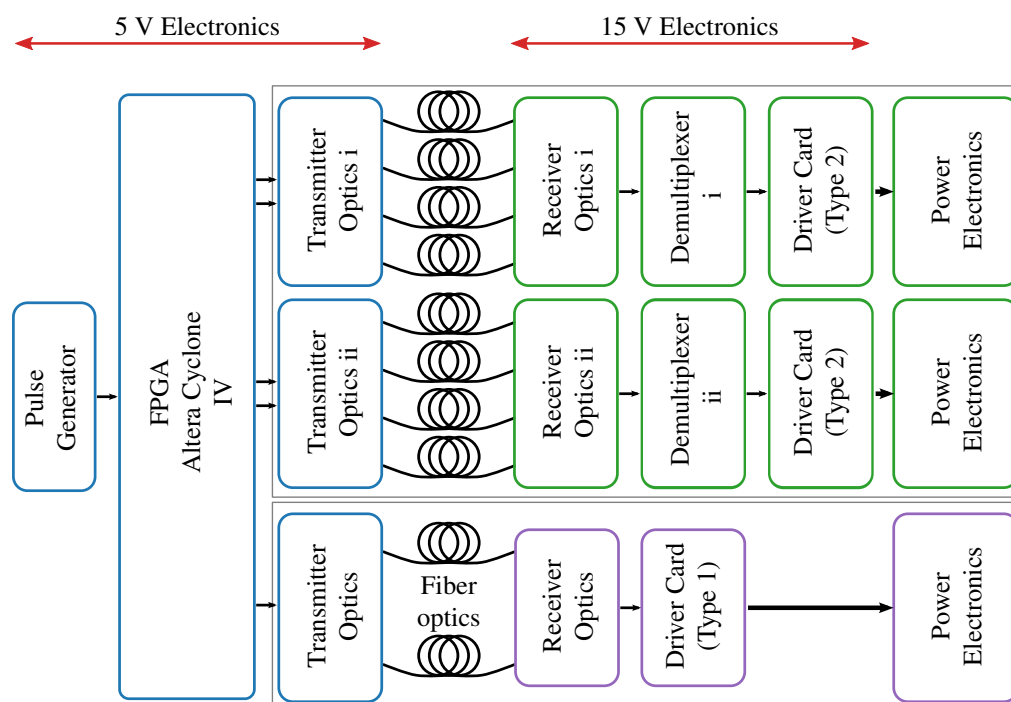 5 V Electronics
15 V Electronics
Pulse
Generator
FPGA
Altera Cyclone
IV
Transmitter
Optics i
Receiver
Optics i
Demultiplexer
i
Driver Card
(Type 2)
Power
Electronics
Transmitter
Optics ii
Receiver
Optics ii
Demultiplexer
ii
Driver Card
(Type 2)
Power
Electronics
Transmitter
Optics
Fiber
optics
Receiver
Optics
Driver Card
(Type 1)
Power
Electronics